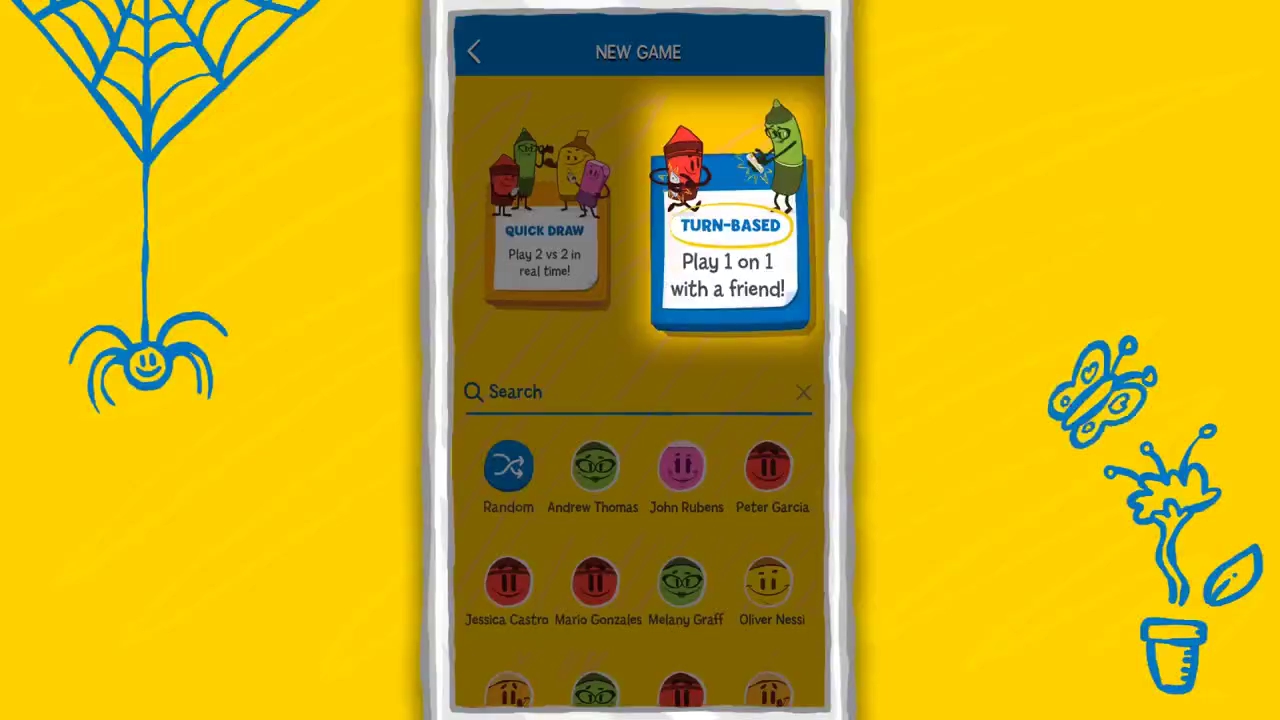 NEW GAME
QUICK DRAW
Play 2 vs 2 in
real time!
TURN-BASED
Play 1 on 1
with a friend!
Search
Random
Andrew Thomas
John Rubens
Peter Garcia
Jessica Castro
Mario Gonzales
Melany Graff
Oliver Nessi